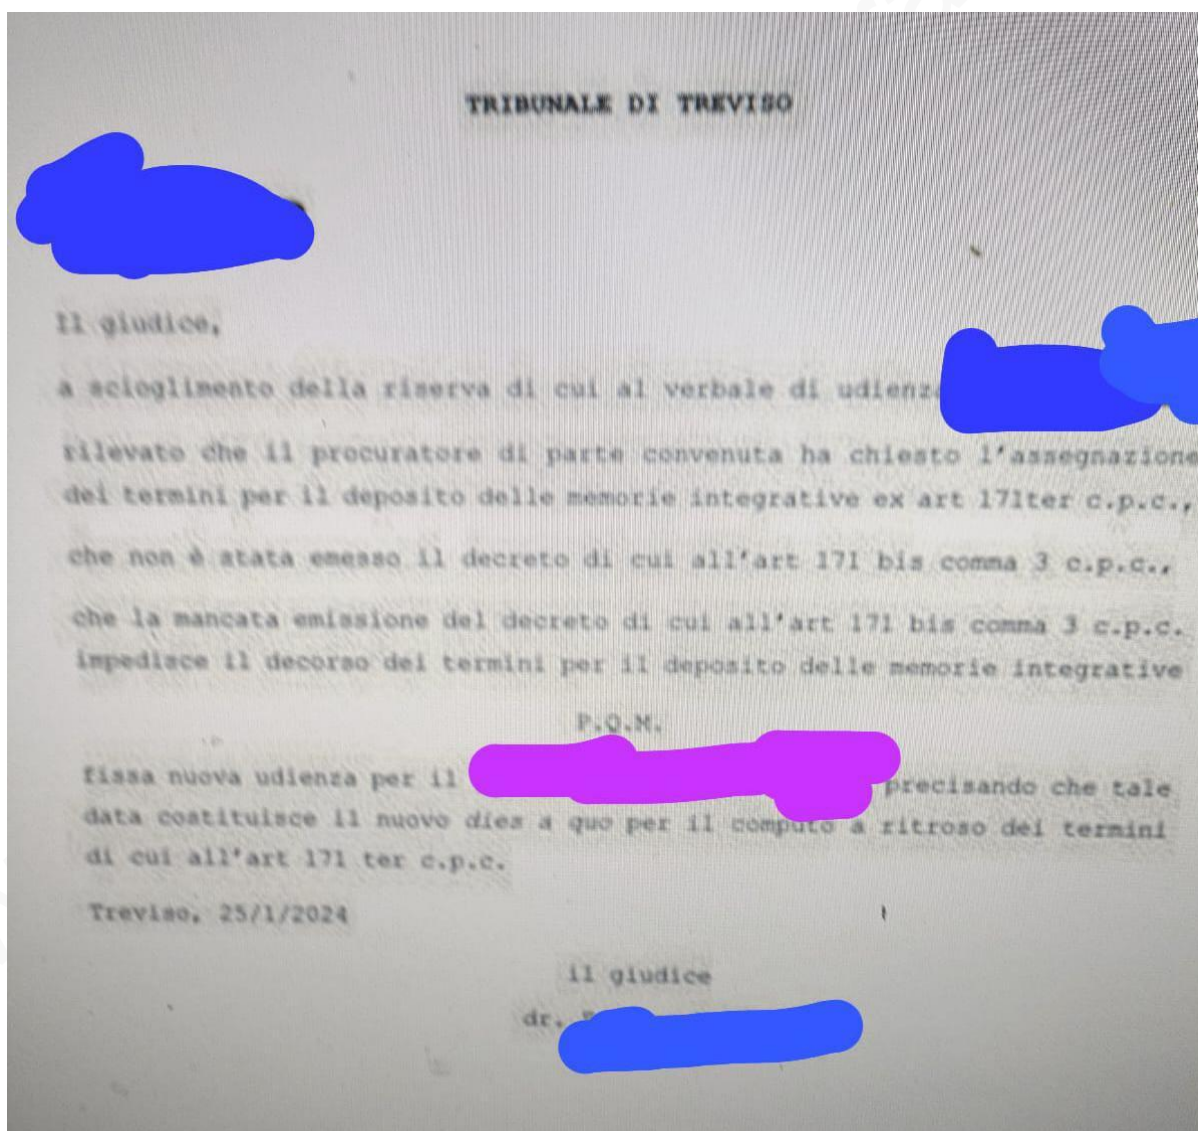 TRIBUNALE DI TREVISO
Il giudice,
a scioglimento della riserva di cui al verbale di udienza
rilevato che il procuratore di parte convenuta ha chiesto l'assegnazione
dei termini per il deposito delle memorie integrative ex art 171ter c.p.c.,
che non è stata emesso il decreto di cui all'art 171 bis comma 3 c.p.c.,
che la mancata emissione del decreto di cui all'art 171 bis comma 3 c.p.c.
impedisce il decorso dei termini per il deposito delle memorie integrative
P.Q.M.
fissa nuova udienza per il precisando che tale
data costituisce il nuovo dies a quo per il computo a ritroso dei termini
di cui all'art 171 ter c.p.c.
Treviso, 25/1/2024
il giudice
dr.